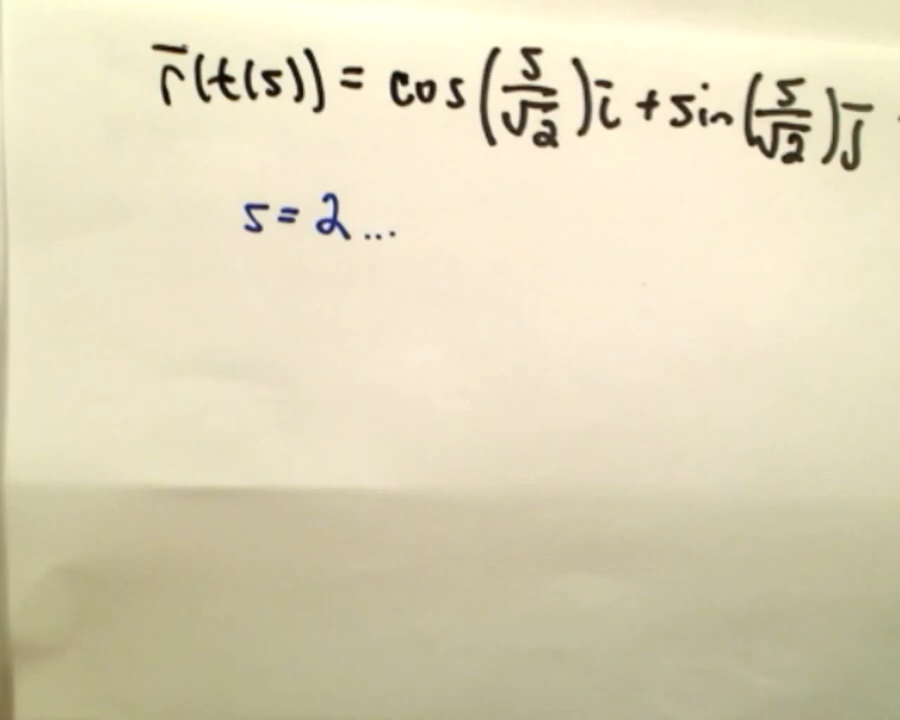 r̄(t(s)) = cos(s/√2)ī + sin(s/√2)j̄
s = 2...